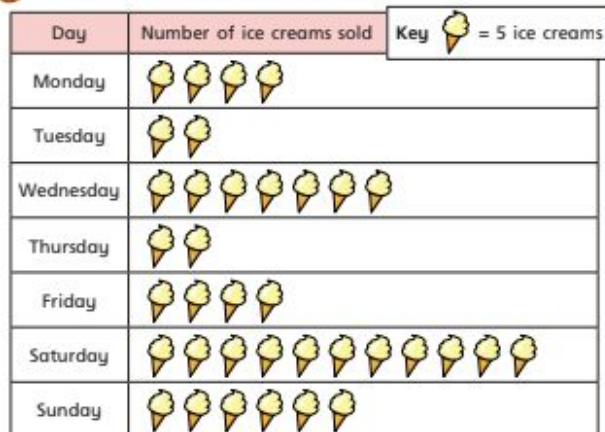 Day Number of ice creams sold Key = 5 ice creams
Monday
Tuesday
Wednesday
Thursday
Friday
Saturday
Sunday